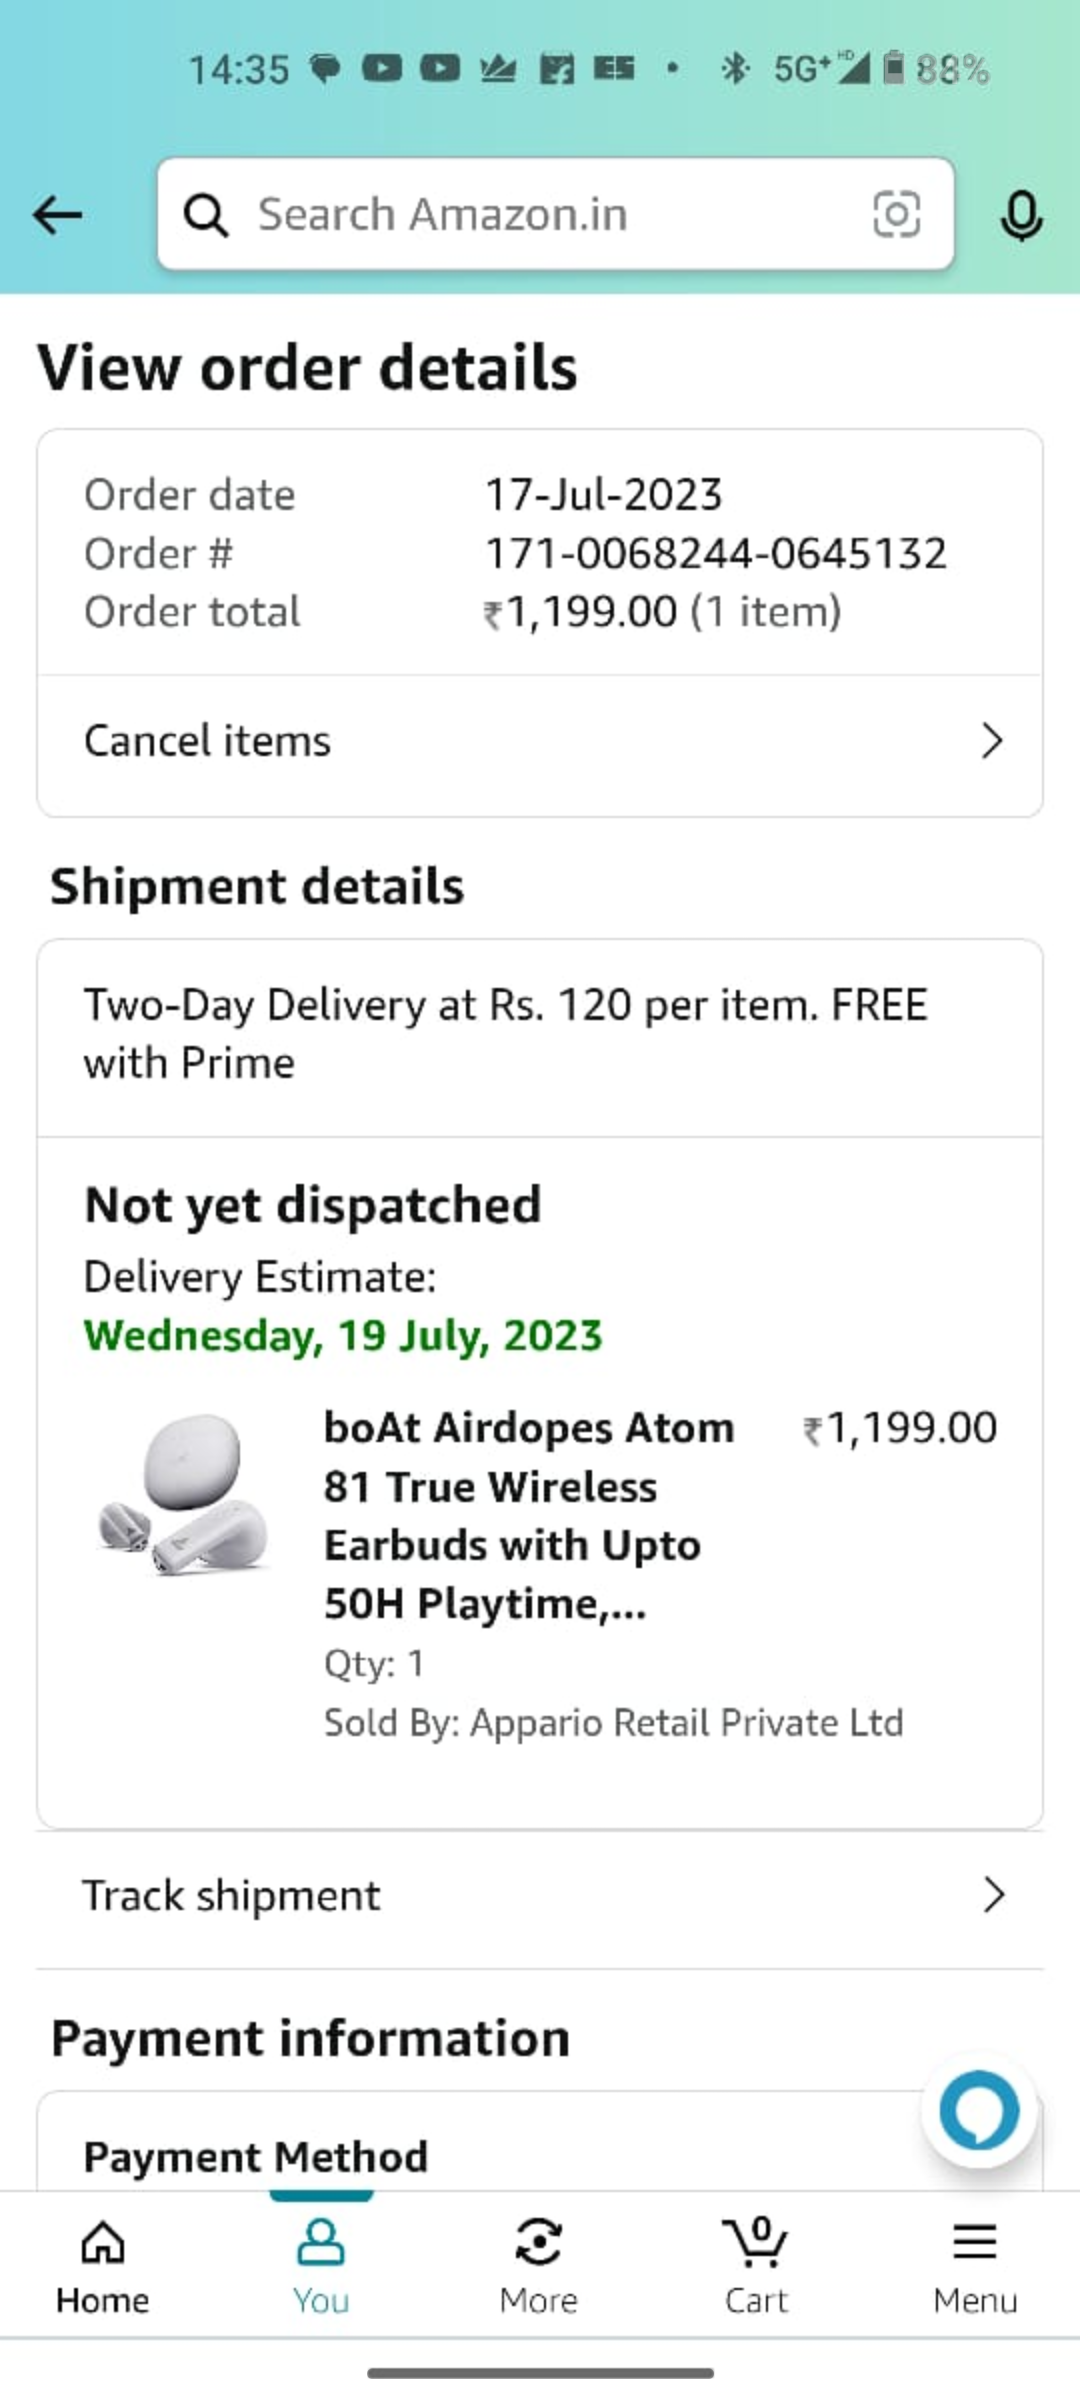 14:35 ES • 5G+ HD 88%
Search Amazon.in
View order details
Order date 17-Jul-2023
Order # 171-0068244-0645132
Order total ₹1,199.00 (1 item)
Cancel items
Shipment details
Two-Day Delivery at Rs. 120 per item. FREE
with Prime
Not yet dispatched
Delivery Estimate:
Wednesday, 19 July, 2023
boAt Airdopes Atom ₹1,199.00
81 True Wireless
Earbuds with Upto
50H Playtime,...
Qty: 1
Sold By: Appario Retail Private Ltd
Track shipment
Payment information
Payment Method
0
Home You More Cart Menu